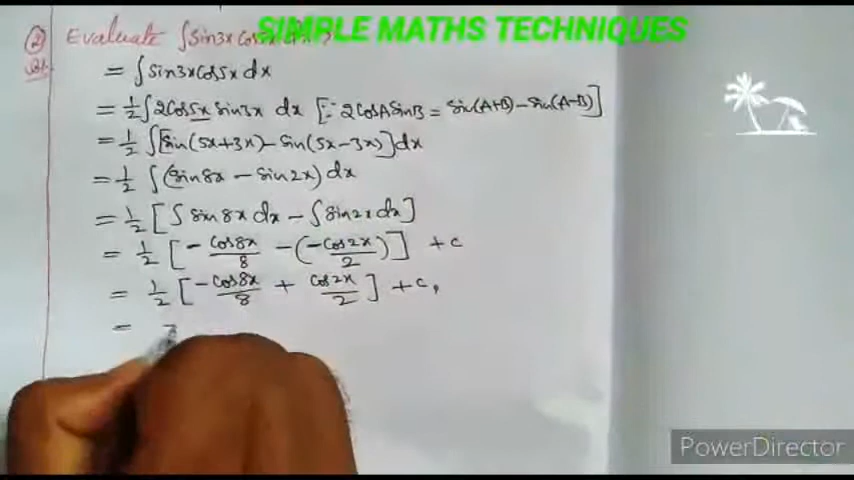 SIMPLE MATHS TECHNIQUES
② Evaluate ∫sin3x cos5x dx ?
= ∫sin3x cos5x dx
= 1/2 ∫2cos5x sin3x dx [∵ 2cosA sinB = sin(A+B) - sin(A-B)]
= 1/2 ∫[sin(5x+3x) - sin(5x-3x)]dx
= 1/2 ∫(sin8x - sin2x) dx
= 1/2 [∫sin8x dx - ∫sin2x dx]
= 1/2 [-cos8x/8 - (-cos2x/2)] + c
= 1/2 [-cos8x/8 + cos2x/2] + c,
=
PowerDirector